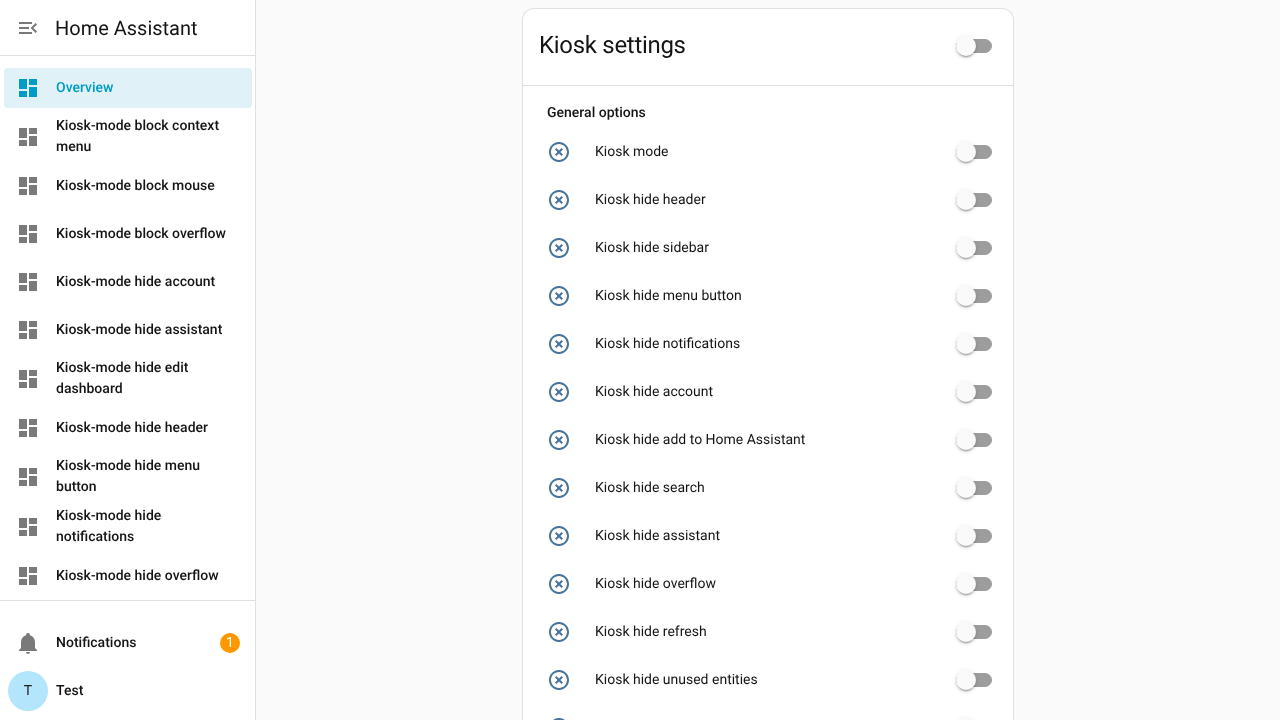 Home Assistant
Overview
Kiosk-mode block context
menu
Kiosk-mode block mouse
Kiosk-mode block overflow
Kiosk-mode hide account
Kiosk-mode hide assistant
Kiosk-mode hide edit
dashboard
Kiosk-mode hide header
Kiosk-mode hide menu
button
Kiosk-mode hide
notifications
Kiosk-mode hide overflow
Notifications
1
T
Test
Kiosk settings
General options
Kiosk mode
Kiosk hide header
Kiosk hide sidebar
Kiosk hide menu button
Kiosk hide notifications
Kiosk hide account
Kiosk hide add to Home Assistant
Kiosk hide search
Kiosk hide assistant
Kiosk hide overflow
Kiosk hide refresh
Kiosk hide unused entities